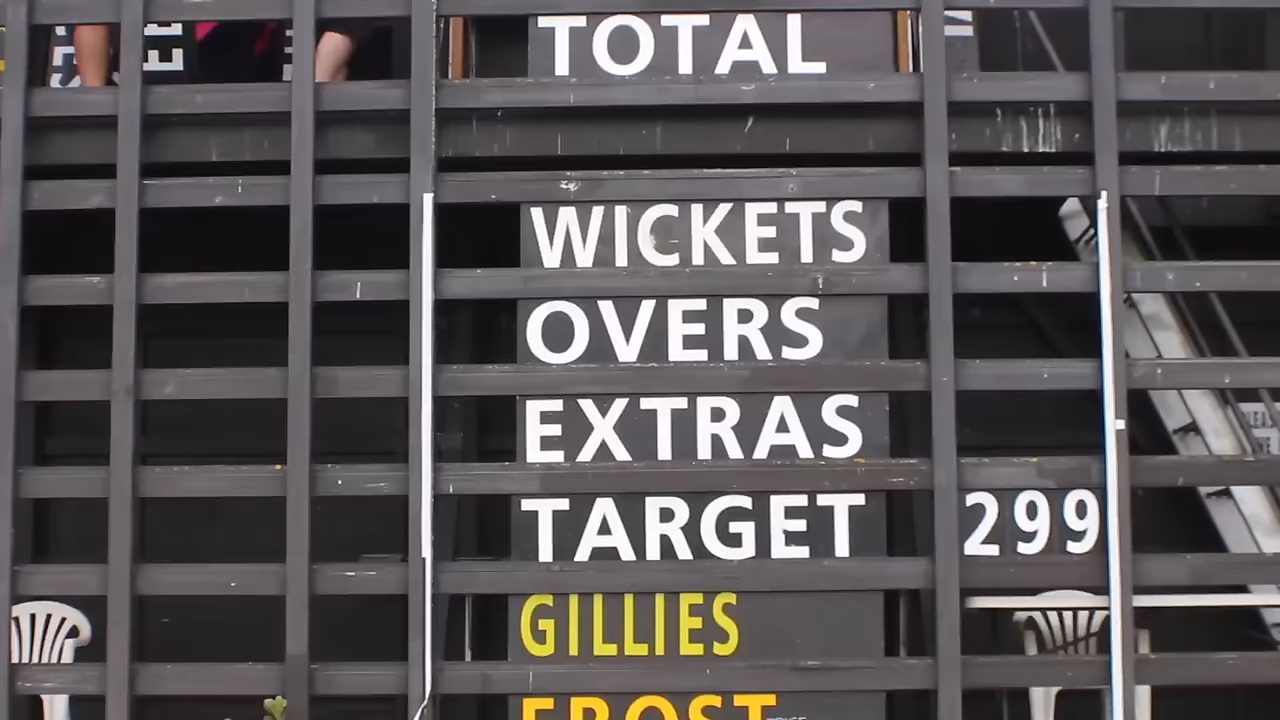 TOTAL
WICKETS
OVERS
EXTRAS
TARGET 299
GILLIES
FROST